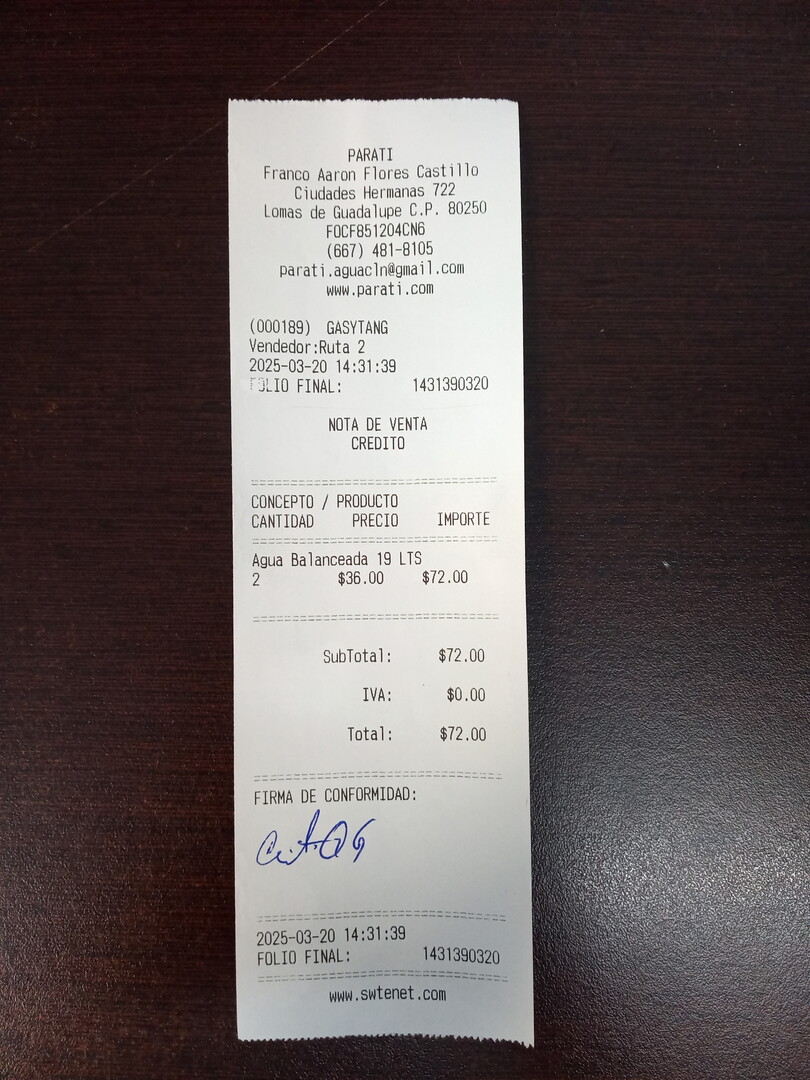 PARATI
Franco Aaron Flores Castillo
Ciudades Hermanas 722
Lomas de Guadalupe C.P. 80250
FOCF851204CN6
(667) 481-8105
parati.aguacln@gmail.com
www.parati.com
(000189) GASYTANG
Vendedor:Ruta 2
2025-03-20 14:31:39
FOLIO FINAL: 1431390320
NOTA DE VENTA
CREDITO
CONCEPTO / PRODUCTO
CANTIDAD PRECIO IMPORTE
Agua Balanceada 19 LTS
2 $36.00 $72.00
SubTotal: $72.00
IVA: $0.00
Total: $72.00
FIRMA DE CONFORMIDAD:
2025-03-20 14:31:39
FOLIO FINAL: 1431390320
www.swtenet.com